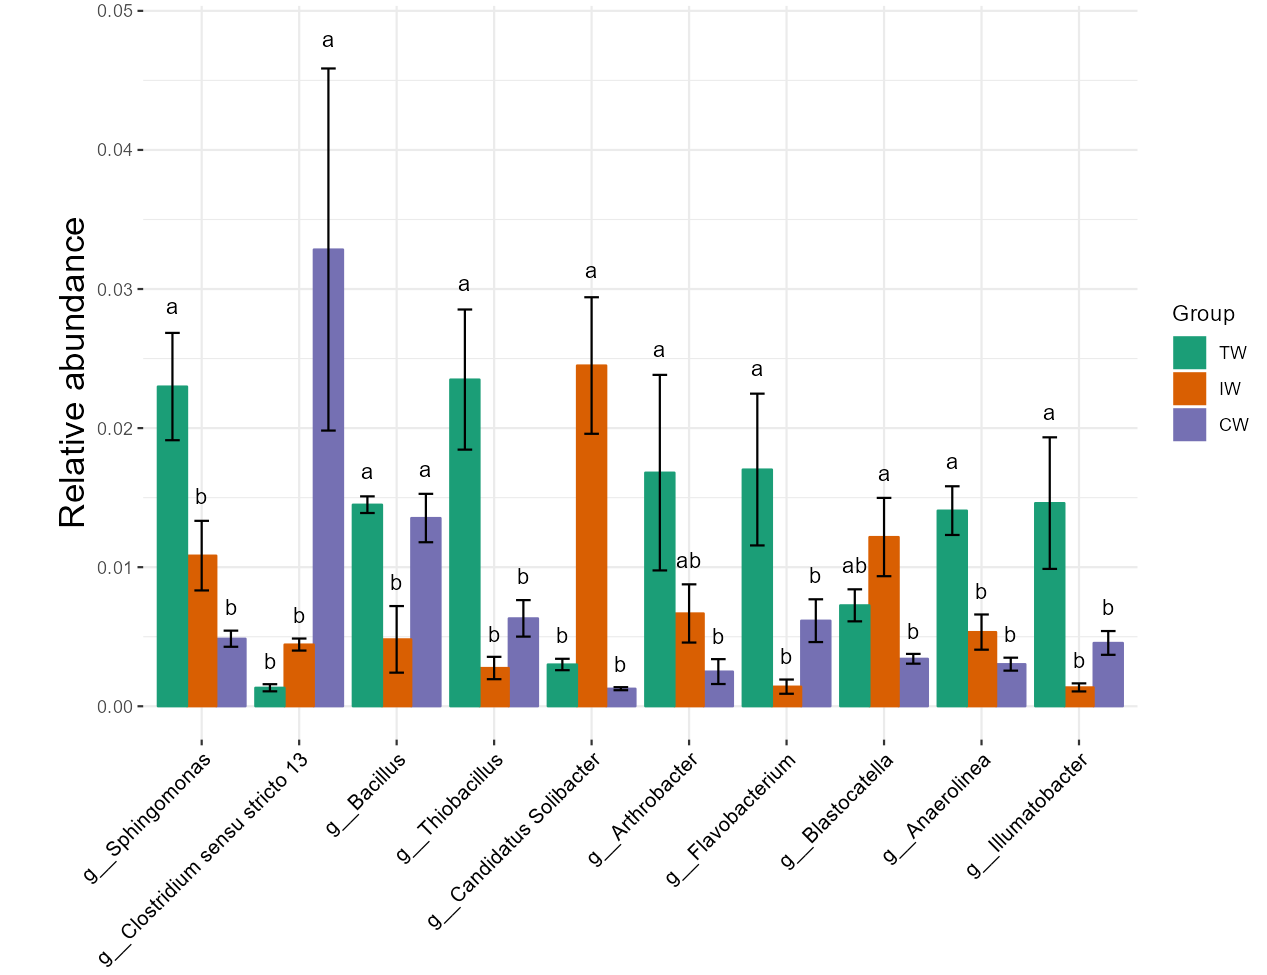 Relative abundance
0.05
0.04
0.03
0.02
0.01
0.00
a
b
b
b
b
a
a
b
a
a
b
b
b
a
b
a
ab
b
a
b
b
ab
a
b
a
b
b
a
b
b
g__Sphingomonas
g__Clostridium sensu stricto 13
g__Bacillus
g__Thiobacillus
g__Candidatus Solibacter
g__Arthrobacter
g__Flavobacterium
g__Blastocatella
g__Anaerolinea
g__Illumatobacter
Group
TW
IW
CW